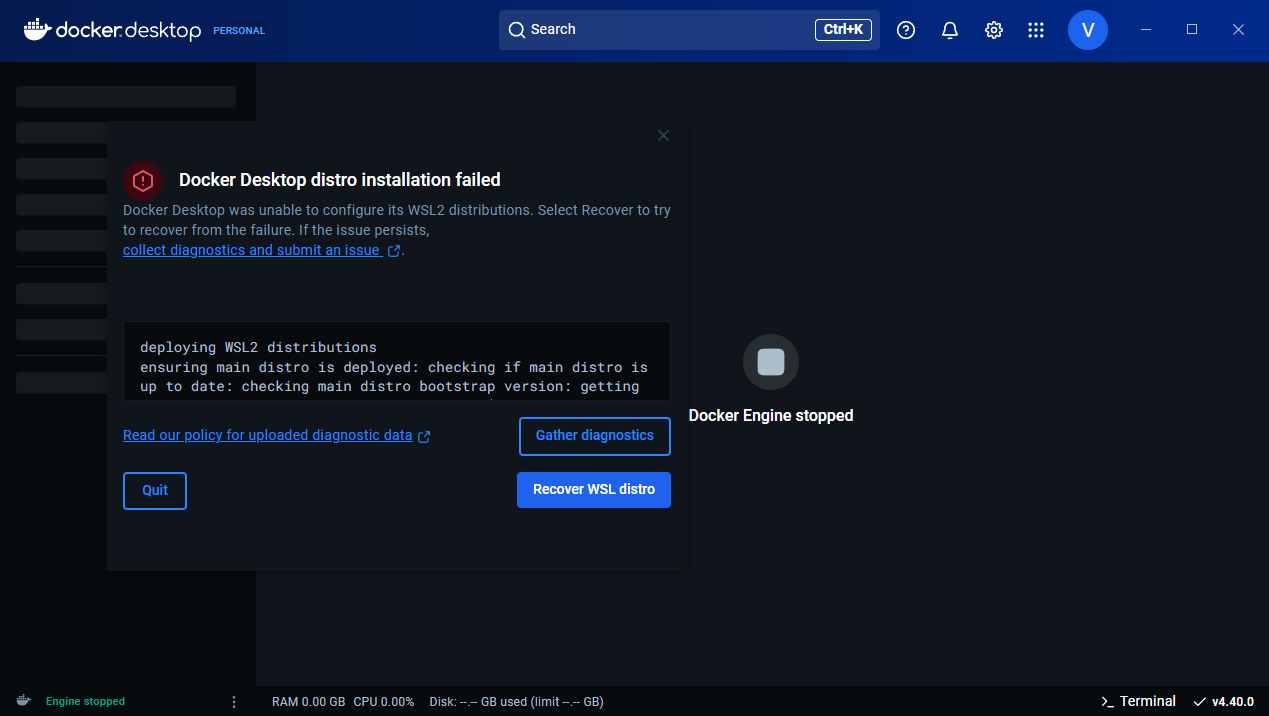 docker.desktop PERSONAL
Search
Ctrl+K
V
Docker Desktop distro installation failed
Docker Desktop was unable to configure its WSL2 distributions. Select Recover to try
to recover from the failure. If the issue persists,
collect diagnostics and submit an issue .
deploying WSL2 distributions
ensuring main distro is deployed: checking if main distro is
up to date: checking main distro bootstrap version: getting
Docker Engine stopped
Read our policy for uploaded diagnostic data
Gather diagnostics
Quit
Recover WSL distro
Engine stopped
RAM 0.00 GB CPU 0.00% Disk: --.-- GB used (limit --.-- GB)
Terminal
v4.40.0